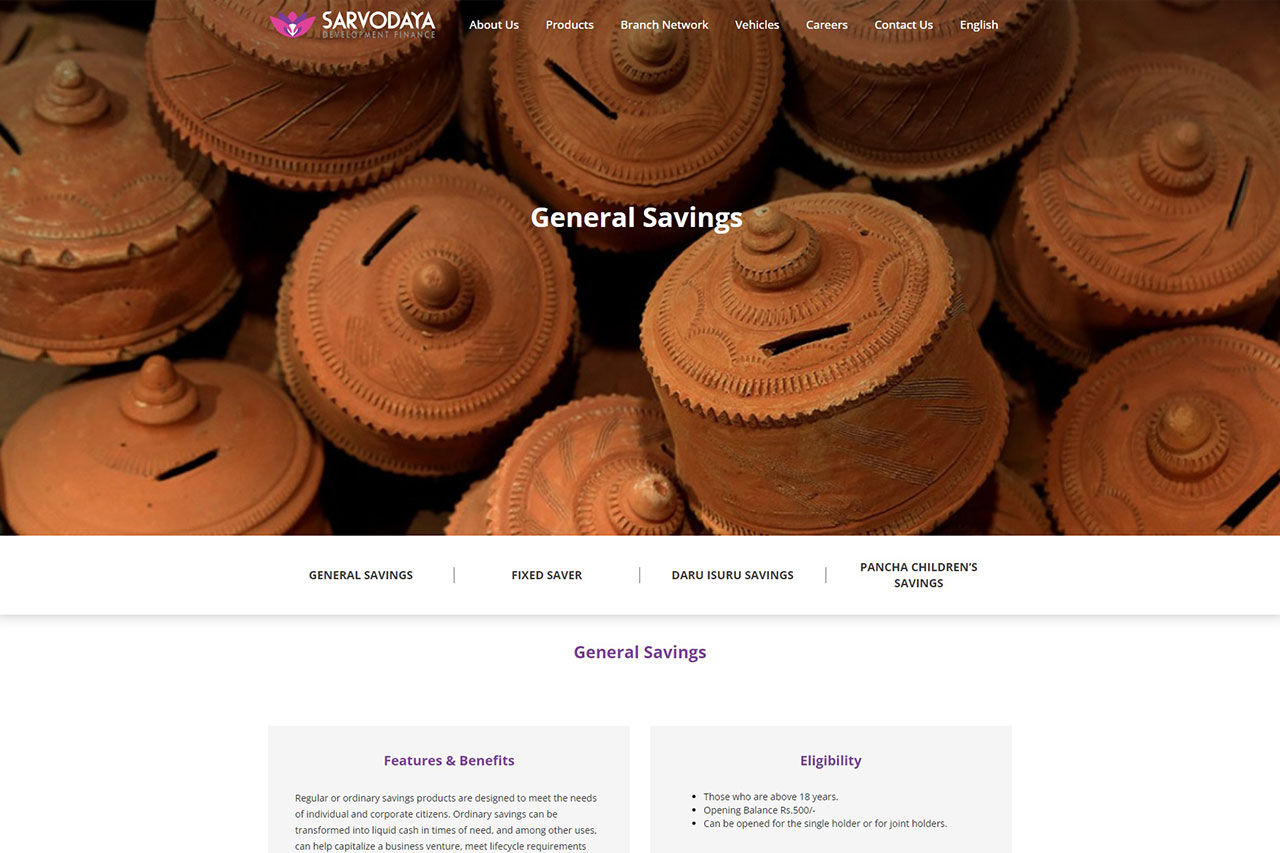 SARVODAYA
DEVELOPMENT FINANCE
About Us
Products
Branch Network
Vehicles
Careers
Contact Us
English
General Savings
GENERAL SAVINGS
FIXED SAVER
DARU ISURU SAVINGS
PANCHA CHILDREN’S
SAVINGS
General Savings
Features & Benefits
Regular or ordinary savings products are designed to meet the needs
of individual and corporate citizens. Ordinary savings can be
transformed into liquid cash in times of need, and among other uses,
can help capitalize a business venture, meet lifecycle requirements
Eligibility
Those who are above 18 years.
Opening Balance Rs.500/-
Can be opened for the single holder or for joint holders.